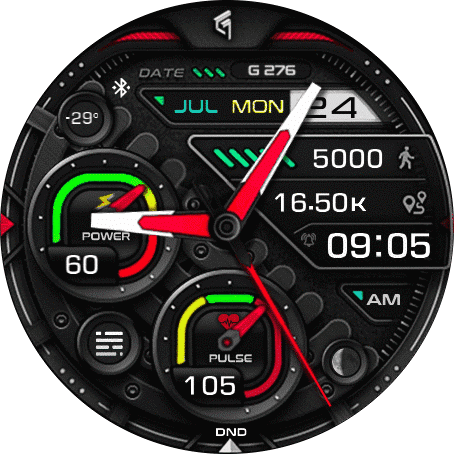 DATE G 276
JUL MON 24
-29°
5000
16.50K
POWER
60
09:05
AM
PULSE
105
DND